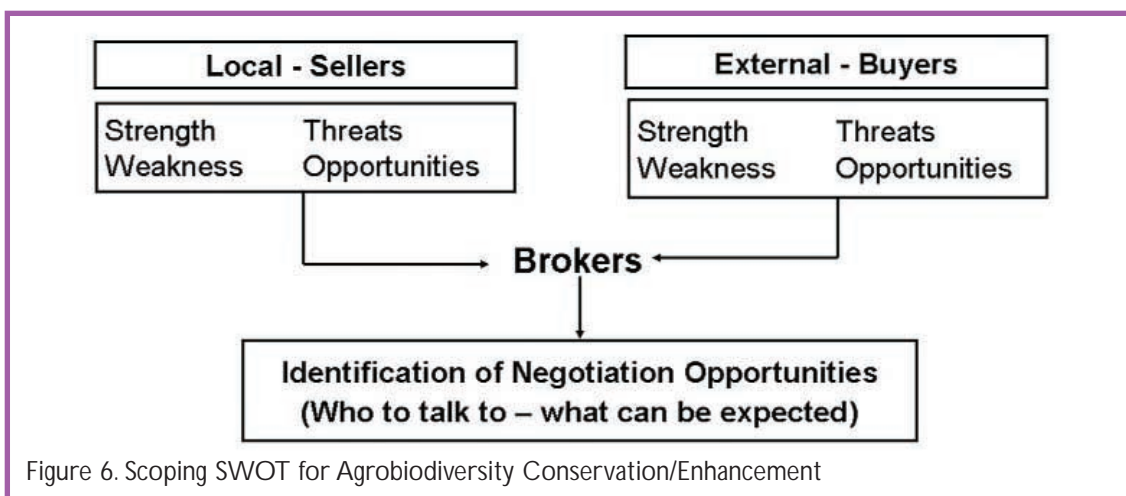 Local - Sellers
External - Buyers
Strength Threats
Weakness Opportunities
Strength Threats
Weakness Opportunities
Brokers
Identification of Negotiation Opportunities
(Who to talk to – what can be expected)
Figure 6. Scoping SWOT for Agrobiodiversity Conservation/Enhancement